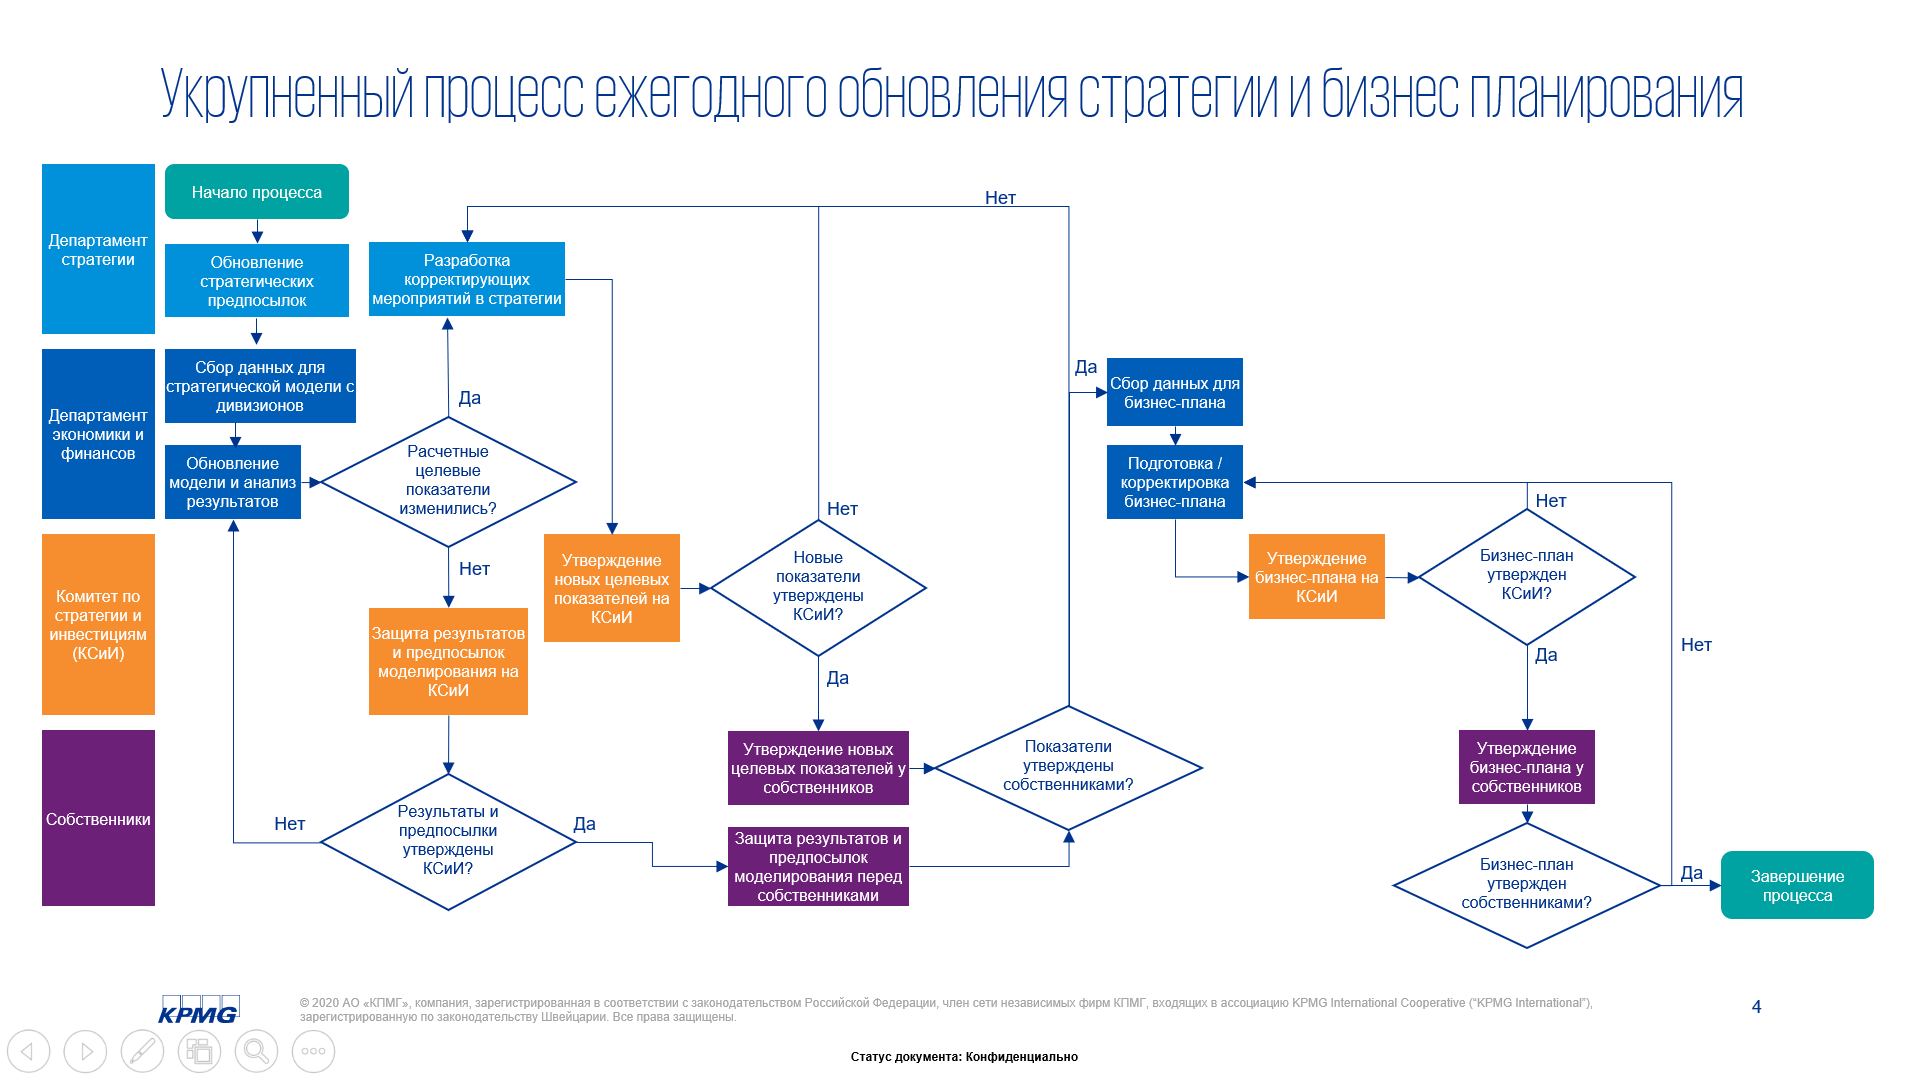 Укрупненный процесс ежегодного обновления стратегии и бизнес планирования
Департамент
стратегии
Начало процесса
Обновление
стратегических
предпосылок
Разработка
корректирующих
мероприятий в стратегии
Нет
Департамент
экономики и
финансов
Сбор данных для
стратегической модели с
дивизионов
Обновление
модели и анализ
результатов
Да
Расчетные
целевые
показатели
изменились?
Нет
Нет
Да
Сбор данных для
бизнес-плана
Подготовка /
корректировка
бизнес-плана
Нет
Комитет по
стратегии и
инвестициям
(КСиИ)
Защита результатов
и предпосылок
моделирования на
КСиИ
Утверждение
новых целевых
показателей на
КСиИ
Новые
показатели
утверждены
КСиИ?
Да
Утверждение
бизнес-плана на
КСиИ
Бизнес-план
утвержден
КСиИ?
Да
Нет
Собственники
Нет
Результаты и
предпосылки
утверждены
КСиИ?
Да
Утверждение новых
целевых показателей у
собственников
Защита результатов и
предпосылок
моделирования перед
собственниками
Показатели
утверждены
собственниками?
Утверждение
бизнес-плана у
собственников
Бизнес-план
утвержден
собственниками?
Да
Завершение
процесса
KPMG
© 2020 АО «КПМГ», компания, зарегистрированная в соответствии с законодательством Российской Федерации, член сети независимых фирм КПМГ, входящих в ассоциацию KPMG International Cooperative (“KPMG International”),
зарегистрированную по законодательству Швейцарии. Все права защищены.
4
Статус документа: Конфиденциально